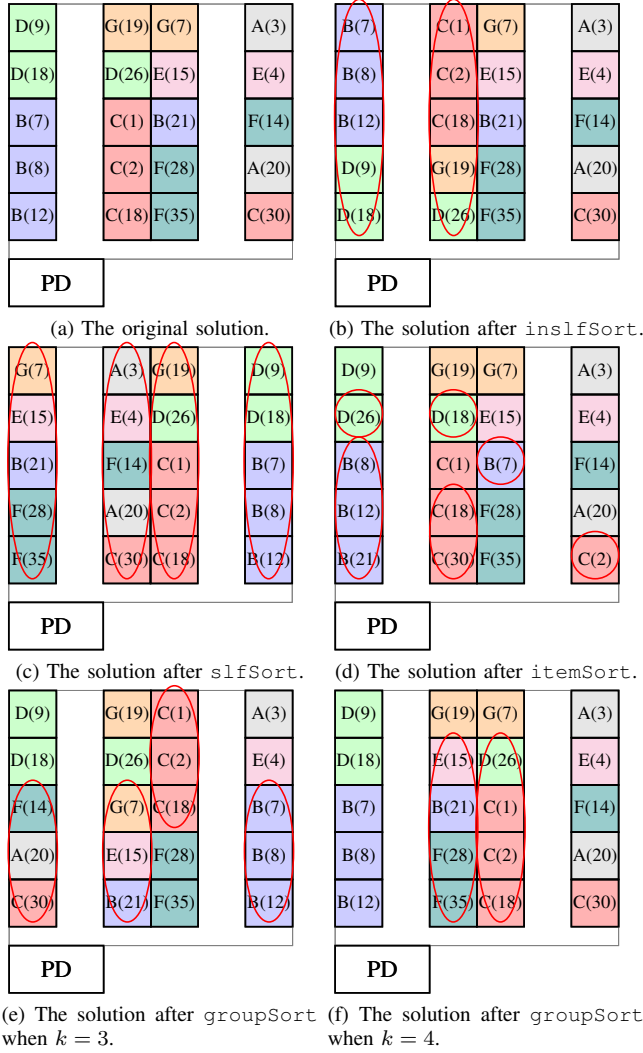 D(9) G(19) G(7) A(3)
D(18) D(26) E(15) E(4)
B(7) C(1) B(21) F(14)
B(8) C(2) F(28) A(20)
B(12) C(18) F(35) C(30)
PD
(a) The original solution.
B(7) C(1) G(7) A(3)
B(8) C(2) E(15) E(4)
B(12) C(18) B(21) F(14)
D(9) G(19) F(28) A(20)
D(18) D(26) F(35) C(30)
PD
(b) The solution after inslfSort.
G(7) A(3) G(19) D(9)
E(15) E(4) D(26) D(18)
B(21) F(14) C(1) B(7)
F(28) A(20) C(2) B(8)
F(35) C(30) C(18) B(12)
PD
(c) The solution after slfSort.
D(9) G(19) G(7) A(3)
D(26) D(18) E(15) E(4)
B(8) C(1) B(7) F(14)
B(12) C(18) F(28) A(20)
B(21) C(30) F(35) C(2)
PD
(d) The solution after itemSort.
D(9) G(19) C(1) A(3)
D(18) D(26) C(2) E(4)
F(14) G(7) C(18) B(7)
A(20) E(15) F(28) B(8)
C(30) B(21) F(35) B(12)
PD
(e) The solution after groupSort
when k = 3.
D(9) G(19) G(7) A(3)
D(18) E(15) D(26) E(4)
B(7) B(21) C(1) F(14)
B(8) F(28) C(2) A(20)
B(12) F(35) C(18) C(30)
PD
(f) The solution after groupSort
when k = 4.